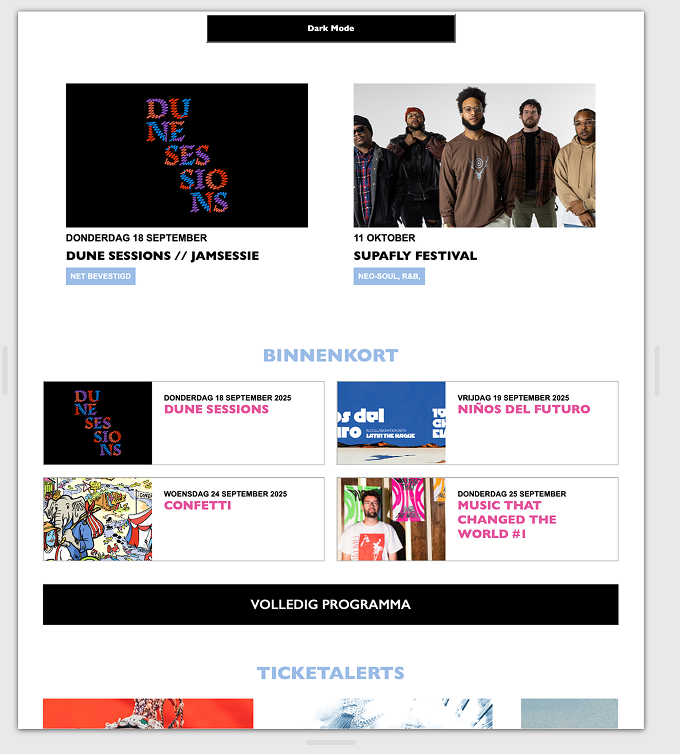 Dark Mode
DU
NE
SES
SIO
NS
DONDERDAG 18 SEPTEMBER
DUNE SESSIONS // JAMSESSIE
NET BEVESTIGD
11 OKTOBER
SUPAFLY FESTIVAL
NEO-SOUL, R&B,
BINNENKORT
DU
NE
SES
SIO
NS
DONDERDAG 18 SEPTEMBER 2025
DUNE SESSIONS
os del
uro
IN COLLABORATION WITH
LATIN THE HAGUE
VRIJDAG 19 SEPTEMBER 2025
NIÑOS DEL FUTURO
WOENSDAG 24 SEPTEMBER 2025
CONFETTI
DONDERDAG 25 SEPTEMBER
MUSIC THAT
CHANGED THE
WORLD #1
VOLLEDIG PROGRAMMA
TICKETALERTS